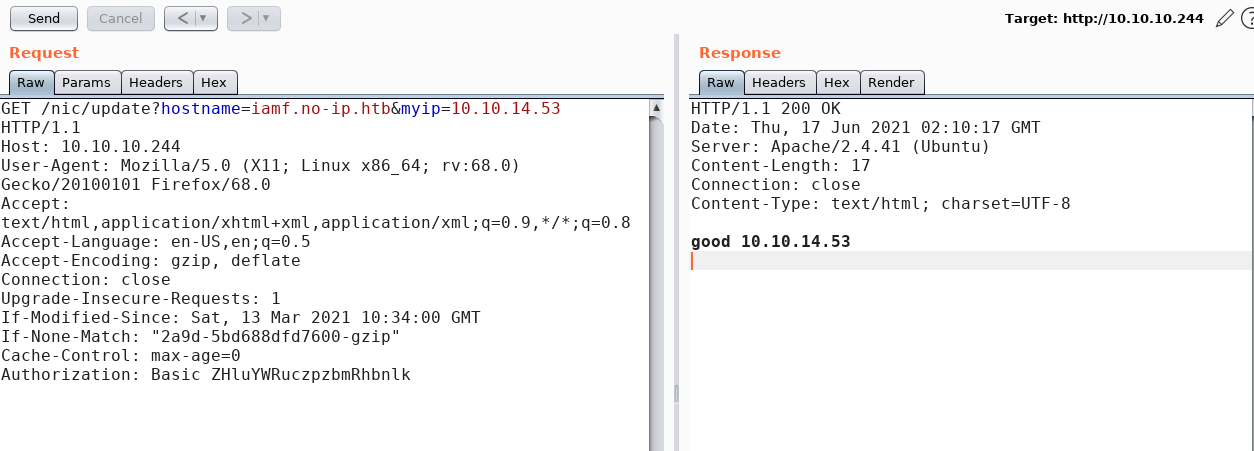 Send Cancel < > Target: http://10.10.10.244
Request
Raw Params Headers Hex
GET /nic/update?hostname=iamf.no-ip.htb&myip=10.10.14.53
HTTP/1.1
Host: 10.10.10.244
User-Agent: Mozilla/5.0 (X11; Linux x86_64; rv:68.0)
Gecko/20100101 Firefox/68.0
Accept:
text/html,application/xhtml+xml,application/xml;q=0.9,*/*;q=0.8
Accept-Language: en-US,en;q=0.5
Accept-Encoding: gzip, deflate
Connection: close
Upgrade-Insecure-Requests: 1
If-Modified-Since: Sat, 13 Mar 2021 10:34:00 GMT
If-None-Match: "2a9d-5bd688dfd7600-gzip"
Cache-Control: max-age=0
Authorization: Basic ZHluYWRuczpzbmRhbnlk
Response
Raw Headers Hex Render
HTTP/1.1 200 OK
Date: Thu, 17 Jun 2021 02:10:17 GMT
Server: Apache/2.4.41 (Ubuntu)
Content-Length: 17
Connection: close
Content-Type: text/html; charset=UTF-8
good 10.10.14.53